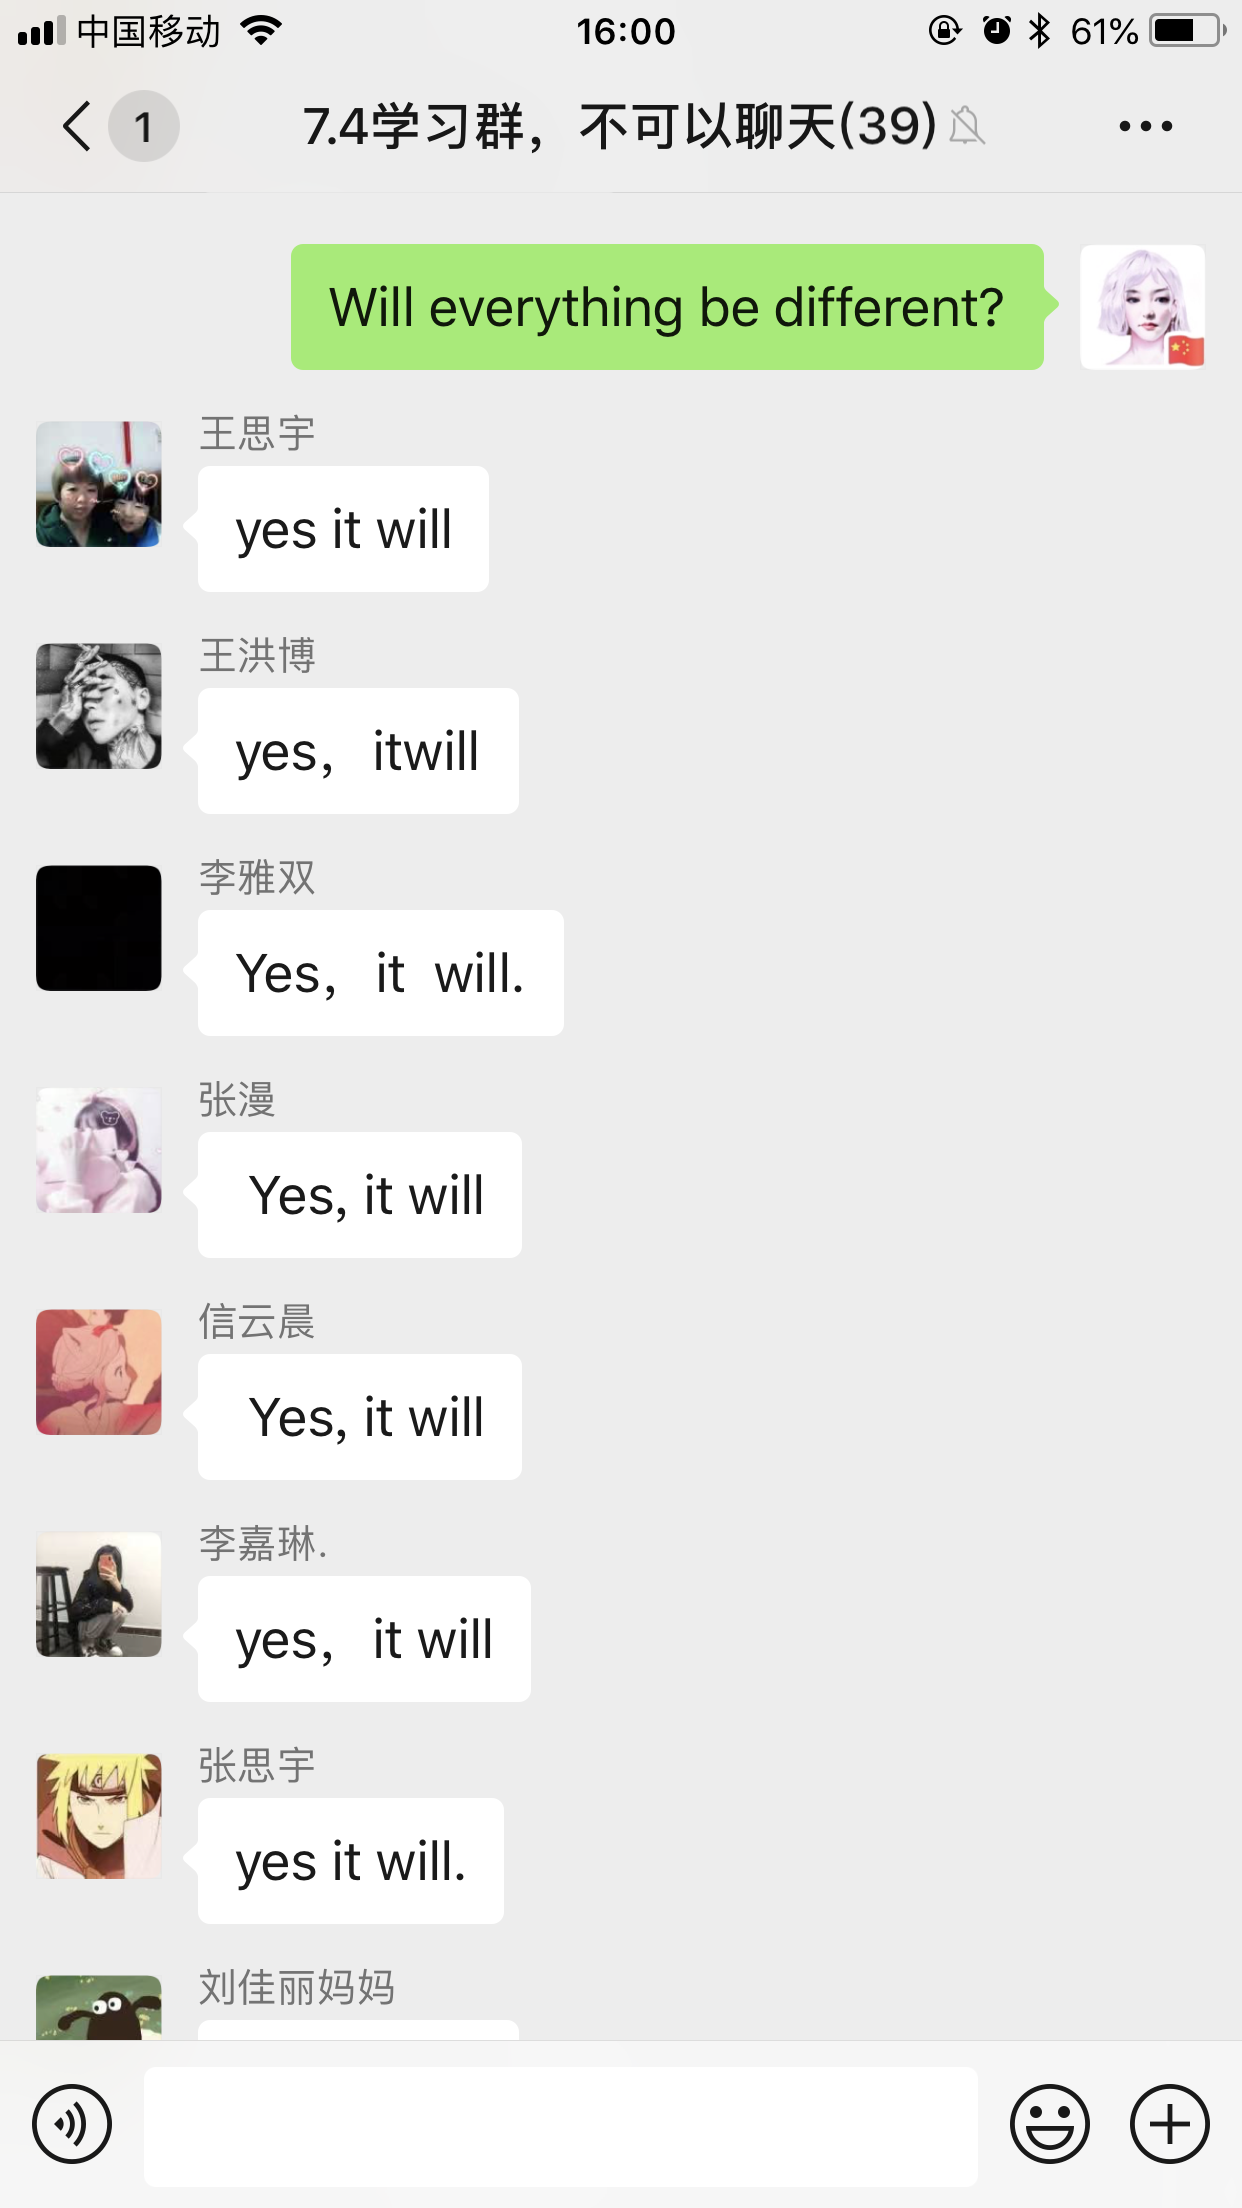 中国移动 16:00 61%
1 7.4学习群，不可以聊天(39)
Will everything be different?
王思宇
yes it will
王洪博
yes，itwill
李雅双
Yes，it  will.
张漫
Yes, it will
信云晨
Yes, it will
李嘉琳.
yes，it will
张思宇
yes it will.
刘佳丽妈妈